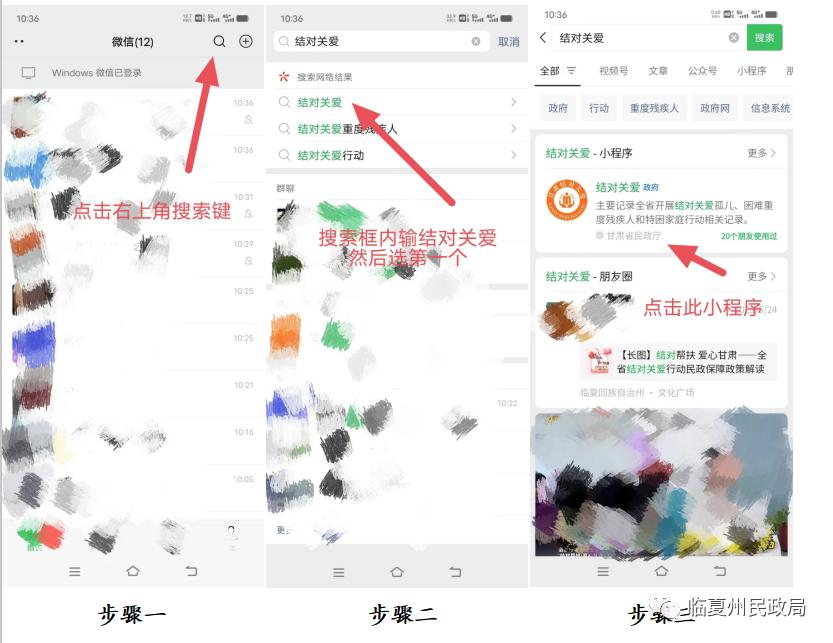 10:36
微信(12)
Windows 微信已登录
10:36
10:36
10:31
点击右上角搜索键
10:29
10:25
10:25
10:21
10:16
10:05
步骤一
10:36
结对关爱
取消
搜索网络结果
结对关爱
结对关爱重度残疾人
结对关爱行动
群聊
搜索框内输结对关爱
然后选第一个
10:22
更
步骤二
10:36
结对关爱
搜索
全部
视频号
文章
公众号
小程序
政府
行动
重度残疾人
政府网
信息系统
结对关爱 - 小程序
更多
结对关爱 政府
主要记录全省开展结对关爱孤儿、困难重
度残疾人和特困家庭行动相关记录。
甘肃省民政厅
20个朋友使用过
结对关爱 - 朋友圈
更多
点击此小程序
/24
【长图】结对帮扶 爱心甘肃——全
省结对关爱行动民政保障政策解读
临夏回族自治州 · 文化广场
步骤三
临夏州民政局